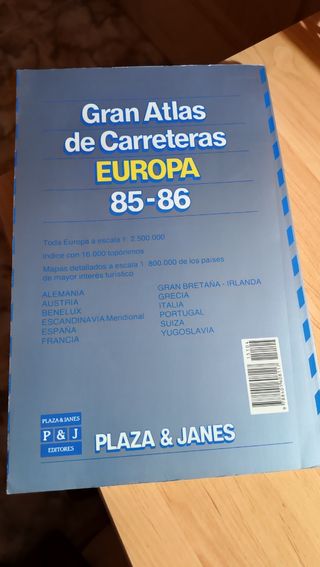 Gran Atlas
de Carreteras
EUROPA
85-86
Toda Europa a escala 1: 2.500.000
Indice con 16.000 topónimos
Mapas detallados a escala 1: 800.000 de los países
de mayor interés turístico
ALEMANIA
AUSTRIA
BENELUX
ESCANDINAVIA Meridional
ESPAÑA
FRANCIA
GRAN BRETAÑA - IRLANDA
GRECIA
ITALIA
PORTUGAL
SUIZA
YUGOSLAVIA
PLAZA & JANES
P & J
EDITORES
PLAZA & JANES